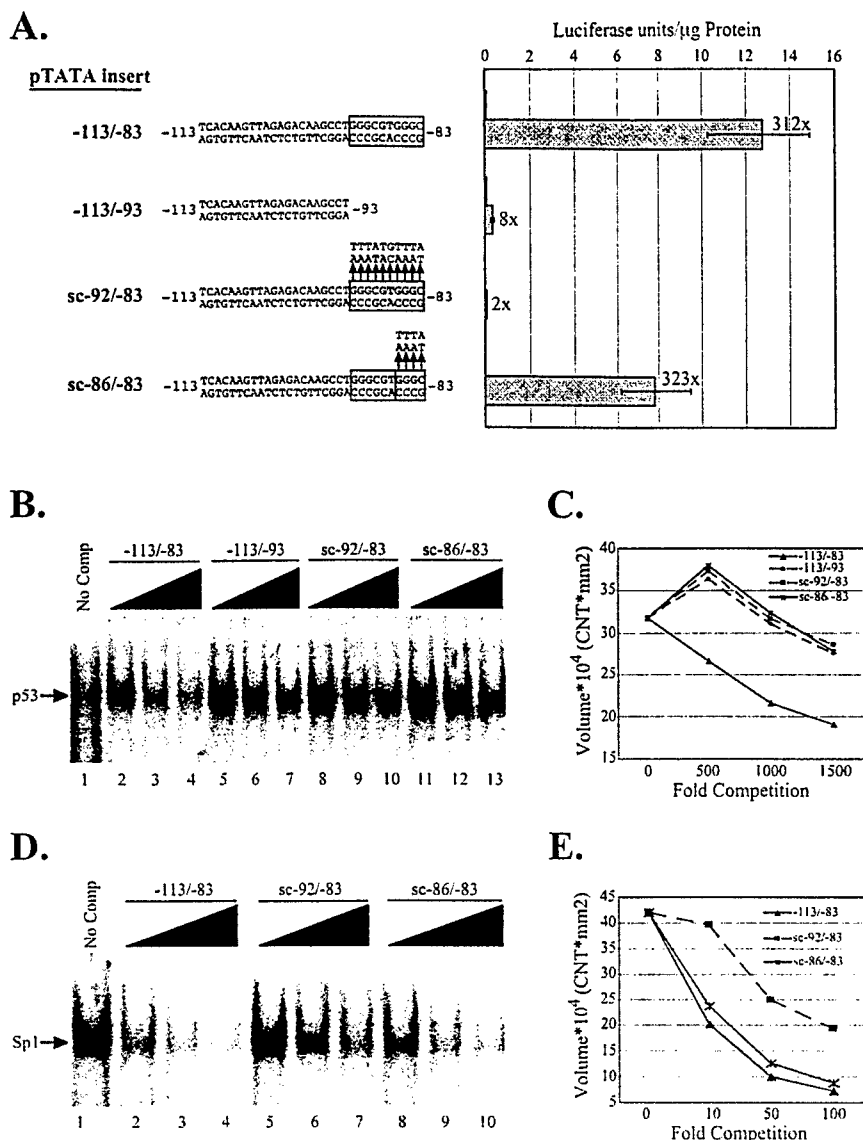 A.
Luciferase units/µg Protein
pTATA insert
0 2 4 6 8 10 12 14 16
-113/-83
-113 TCACAAGTTAGAGACAAGCCTGGGCGTGGGC -83
AGTGTTCAATCTCTGTTCGGACCCGCACCCG
312x
-113/-93
-113 TCACAAGTTAGAGACAAGCCT -93
AGTGTTCAATCTCTGTTCGGA
8x
TTTATGTTTA
AAATACAAAT
sc-92/-83
-113 TCACAAGTTAGAGACAAGCCTGGGCGTGGGC -83
AGTGTTCAATCTCTGTTCGGACCCGCACCCG
2x
TTTA
AAAT
sc-86/-83
-113 TCACAAGTTAGAGACAAGCCTGGGCGTGGGC -83
AGTGTTCAATCTCTGTTCGGACCCGCACCCG
323x
B.
No Comp
-113/-83 -113/-93 sc-92/-83 sc-86/-83
p53
1 2 3 4 5 6 7 8 9 10 11 12 13
C.
Volume*10^4 (CNT*mm2)
40
35
30
25
20
15
-113/-83
-113/-93
sc-92/-83
sc-86/-83
0 500 1000 1500
Fold Competition
D.
No Comp
-113/-83 sc-92/-83 sc-86/-83
Sp1
1 2 3 4 5 6 7 8 9 10
E.
Volume*10^4 (CNT*mm2)
45
40
35
30
25
20
15
10
5
-113/-83
sc-92/-83
sc-86/-83
0 10 50 100
Fold Competition